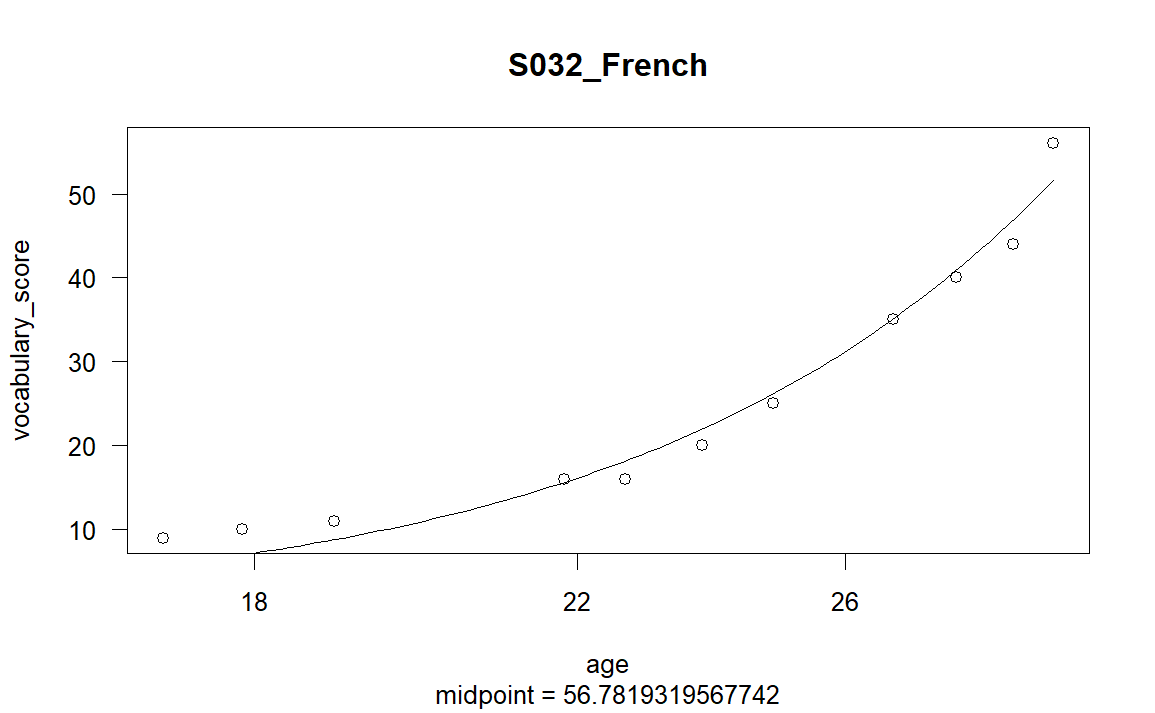 S032_French
vocabulary_score
50
40
30
20
10
18 22 26
age
midpoint = 56.7819319567742